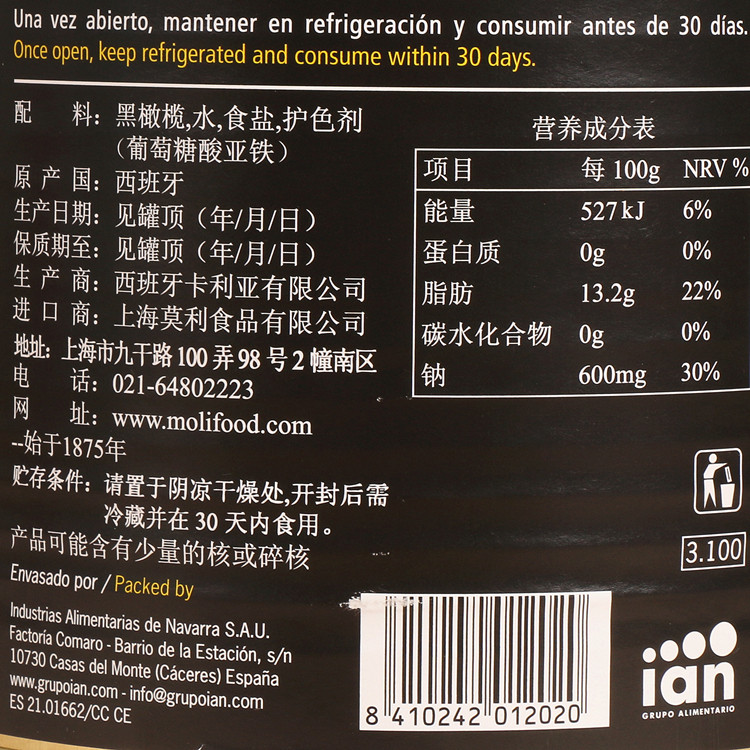 Una vez abierto, mantener en refrigeración y consumir antes de 30 días.
Once open, keep refrigerated and consume within 30 days.
配 料: 黑橄榄,水,食盐,护色剂
（葡萄糖酸亚铁）
原 产 国: 西班牙
生产日期: 见罐顶（年/月/日）
保质期至: 见罐顶（年/月/日）
生 产 商: 西班牙卡利亚有限公司
进 口 商: 上海莫利食品有限公司
地址: 上海市九干路 100 弄 98 号 2 幢南区
电 话: 021-64802223
网 址: www.molifood.com
--始于1875年
贮存条件: 请置于阴凉干燥处,开封后需
冷藏并在 30 天内食用。
产品可能含有少量的核或碎核
营养成分表
项目 每 100g NRV %
能量 527 kJ 6%
蛋白质 0g 0%
脂肪 13.2g 22%
碳水化合物 0g 0%
钠 600mg 30%
3.100
Envasado por / Packed by
Industrias Alimentarias de Navarra S.A.U.
Factoría Comaro - Barrio de la Estación, s/n
10730 Casas del Monte (Cáceres) España
www.grupoian.com - info@grupoian.com
ES 21.01662/CC CE
8 410242 012020
ian
GRUPO ALIMENTARIO